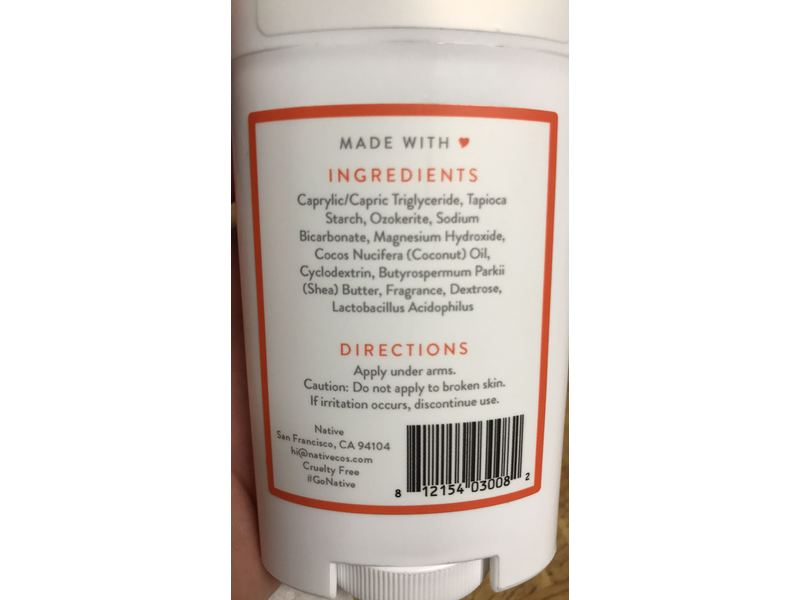 MADE WITH ♥
INGREDIENTS
Caprylic/Capric Triglyceride, Tapioca
Starch, Ozokerite, Sodium
Bicarbonate, Magnesium Hydroxide,
Cocos Nucifera (Coconut) Oil,
Cyclodextrin, Butyrospermum Parkii
(Shea) Butter, Fragrance, Dextrose,
Lactobacillus Acidophilus
DIRECTIONS
Apply under arms.
Caution: Do not apply to broken skin.
If irritation occurs, discontinue use.
Native
San Francisco, CA 94104
hi@nativecos.com
Cruelty Free
#GoNative
8 12154 03008 2